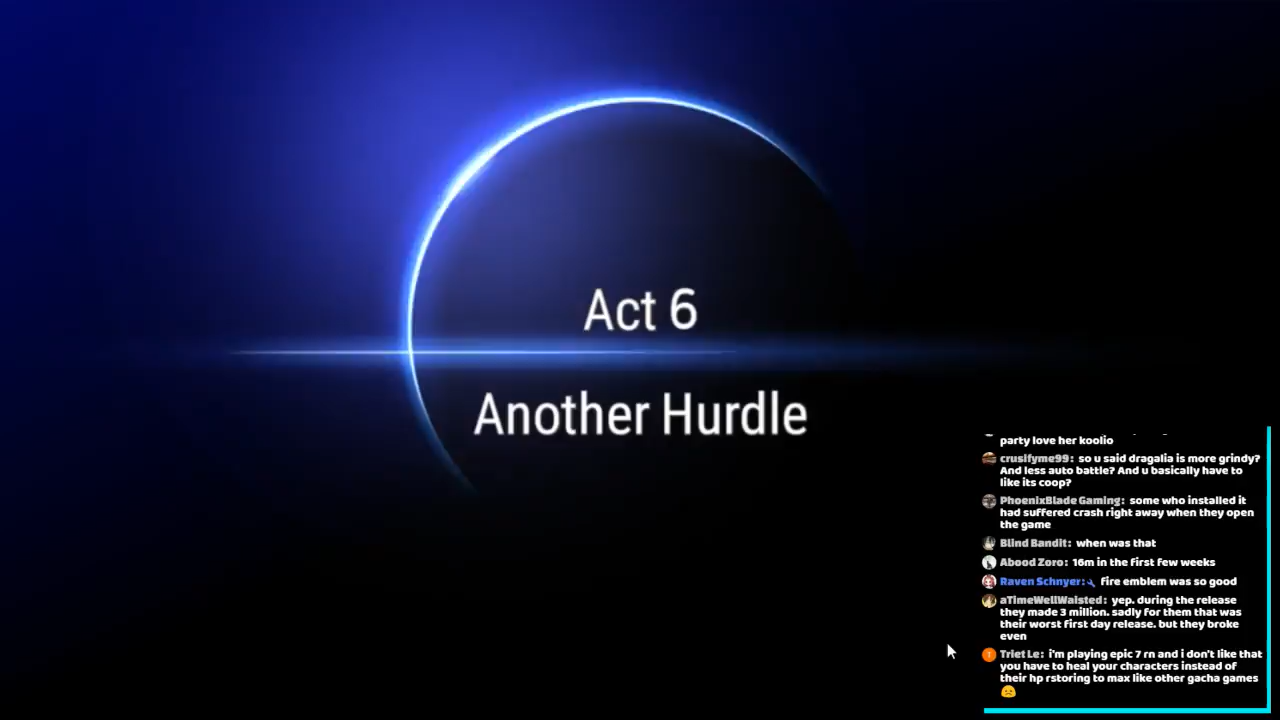 Act 6
Another Hurdle
party love her koolio
crusifyme99: so u said dragalia is more grindy?
And less auto battle? And u basically have to
like its coop?
PhoenixBlade Gaming: some who installed it
had suffered crash right away when they open
the game
Blind Bandit: when was that
Abood Zoro: 16m in the first few weeks
Raven Schnyer: fire emblem was so good
aTimeWellWaisted: yep. during the release
they made 3 million. sadly for them that was
their worst first day release. but they broke
even
T
Triet Le: i'm playing epic 7 rn and i don't like that
you have to heal your characters instead of
their hp rstoring to max like other gacha games